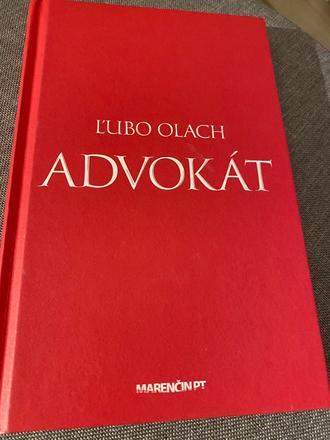 ĽUBO OLACH
ADVOKÁT
MARENČIN PT